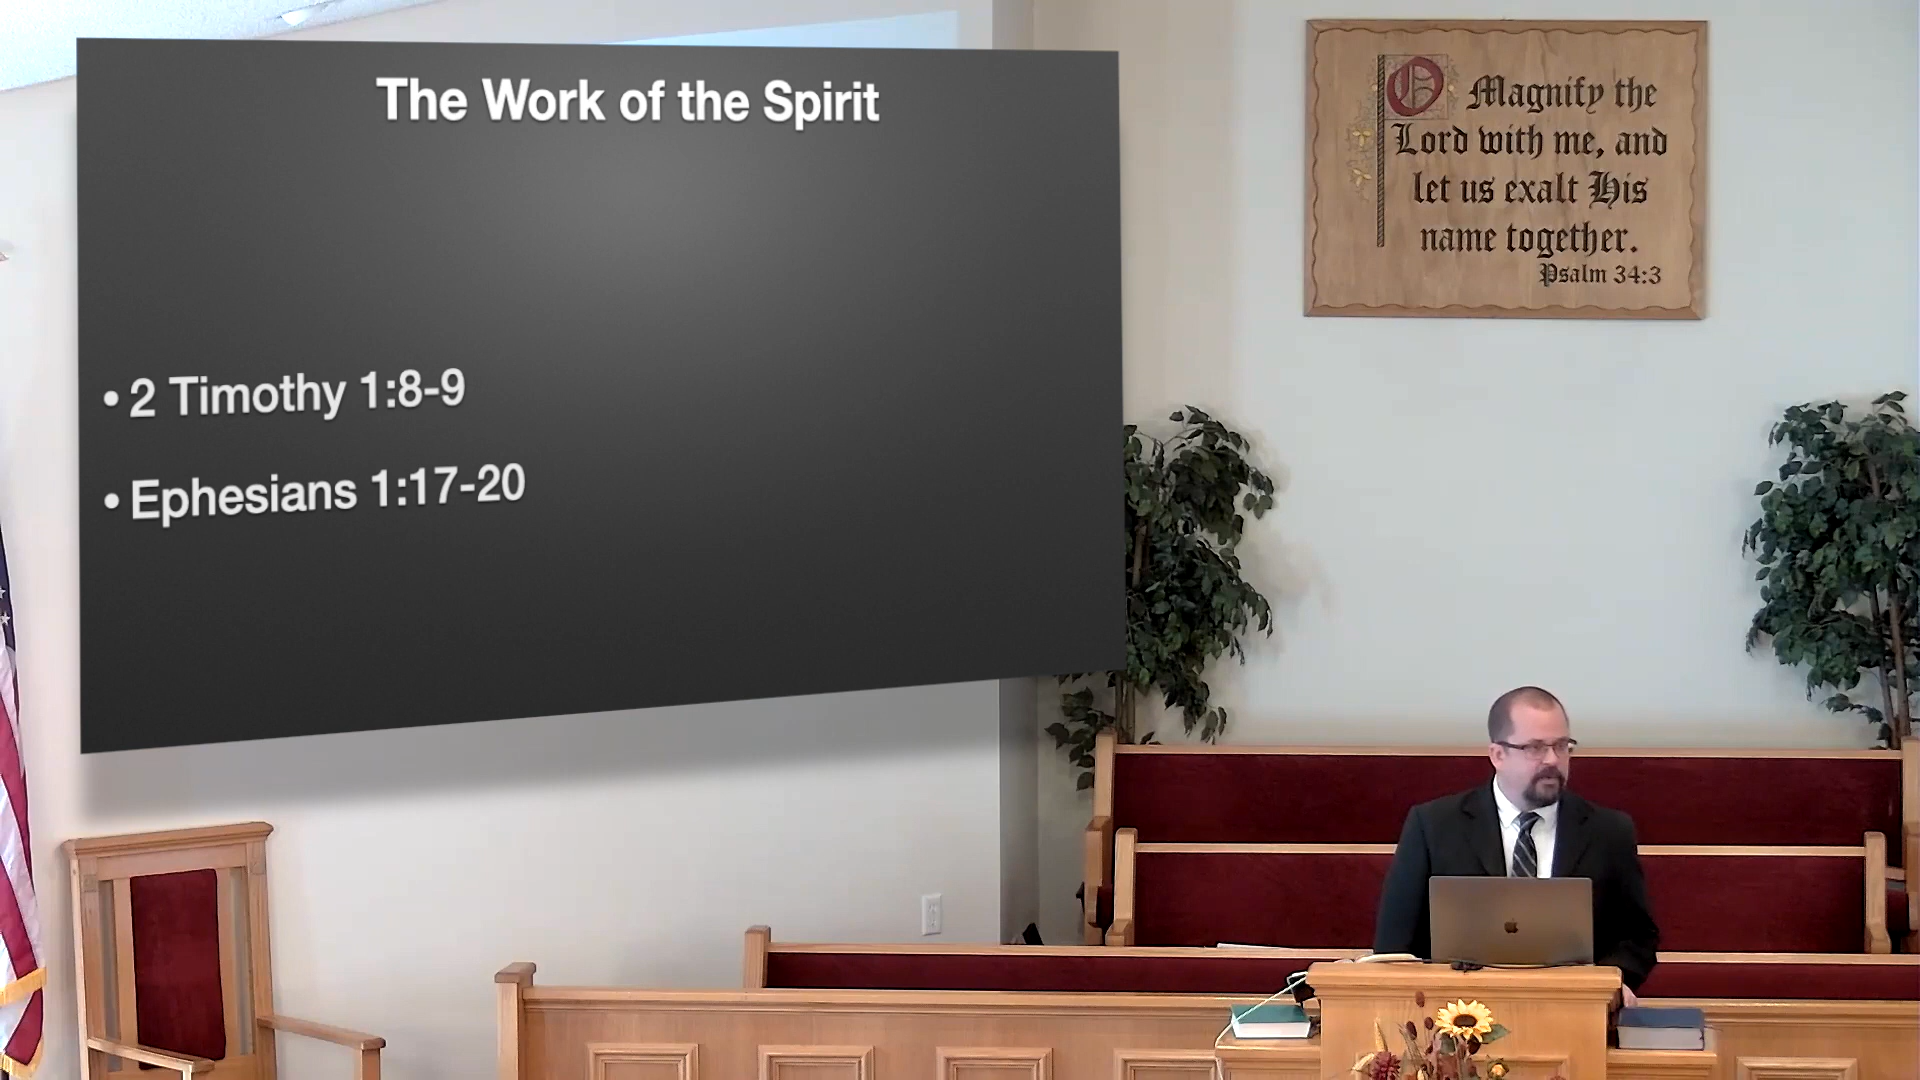 The Work of the Spirit
• 2 Timothy 1:8-9
• Ephesians 1:17-20
O Magnify the
Lord with me, and
let us exalt His
name together.
Psalm 34:3